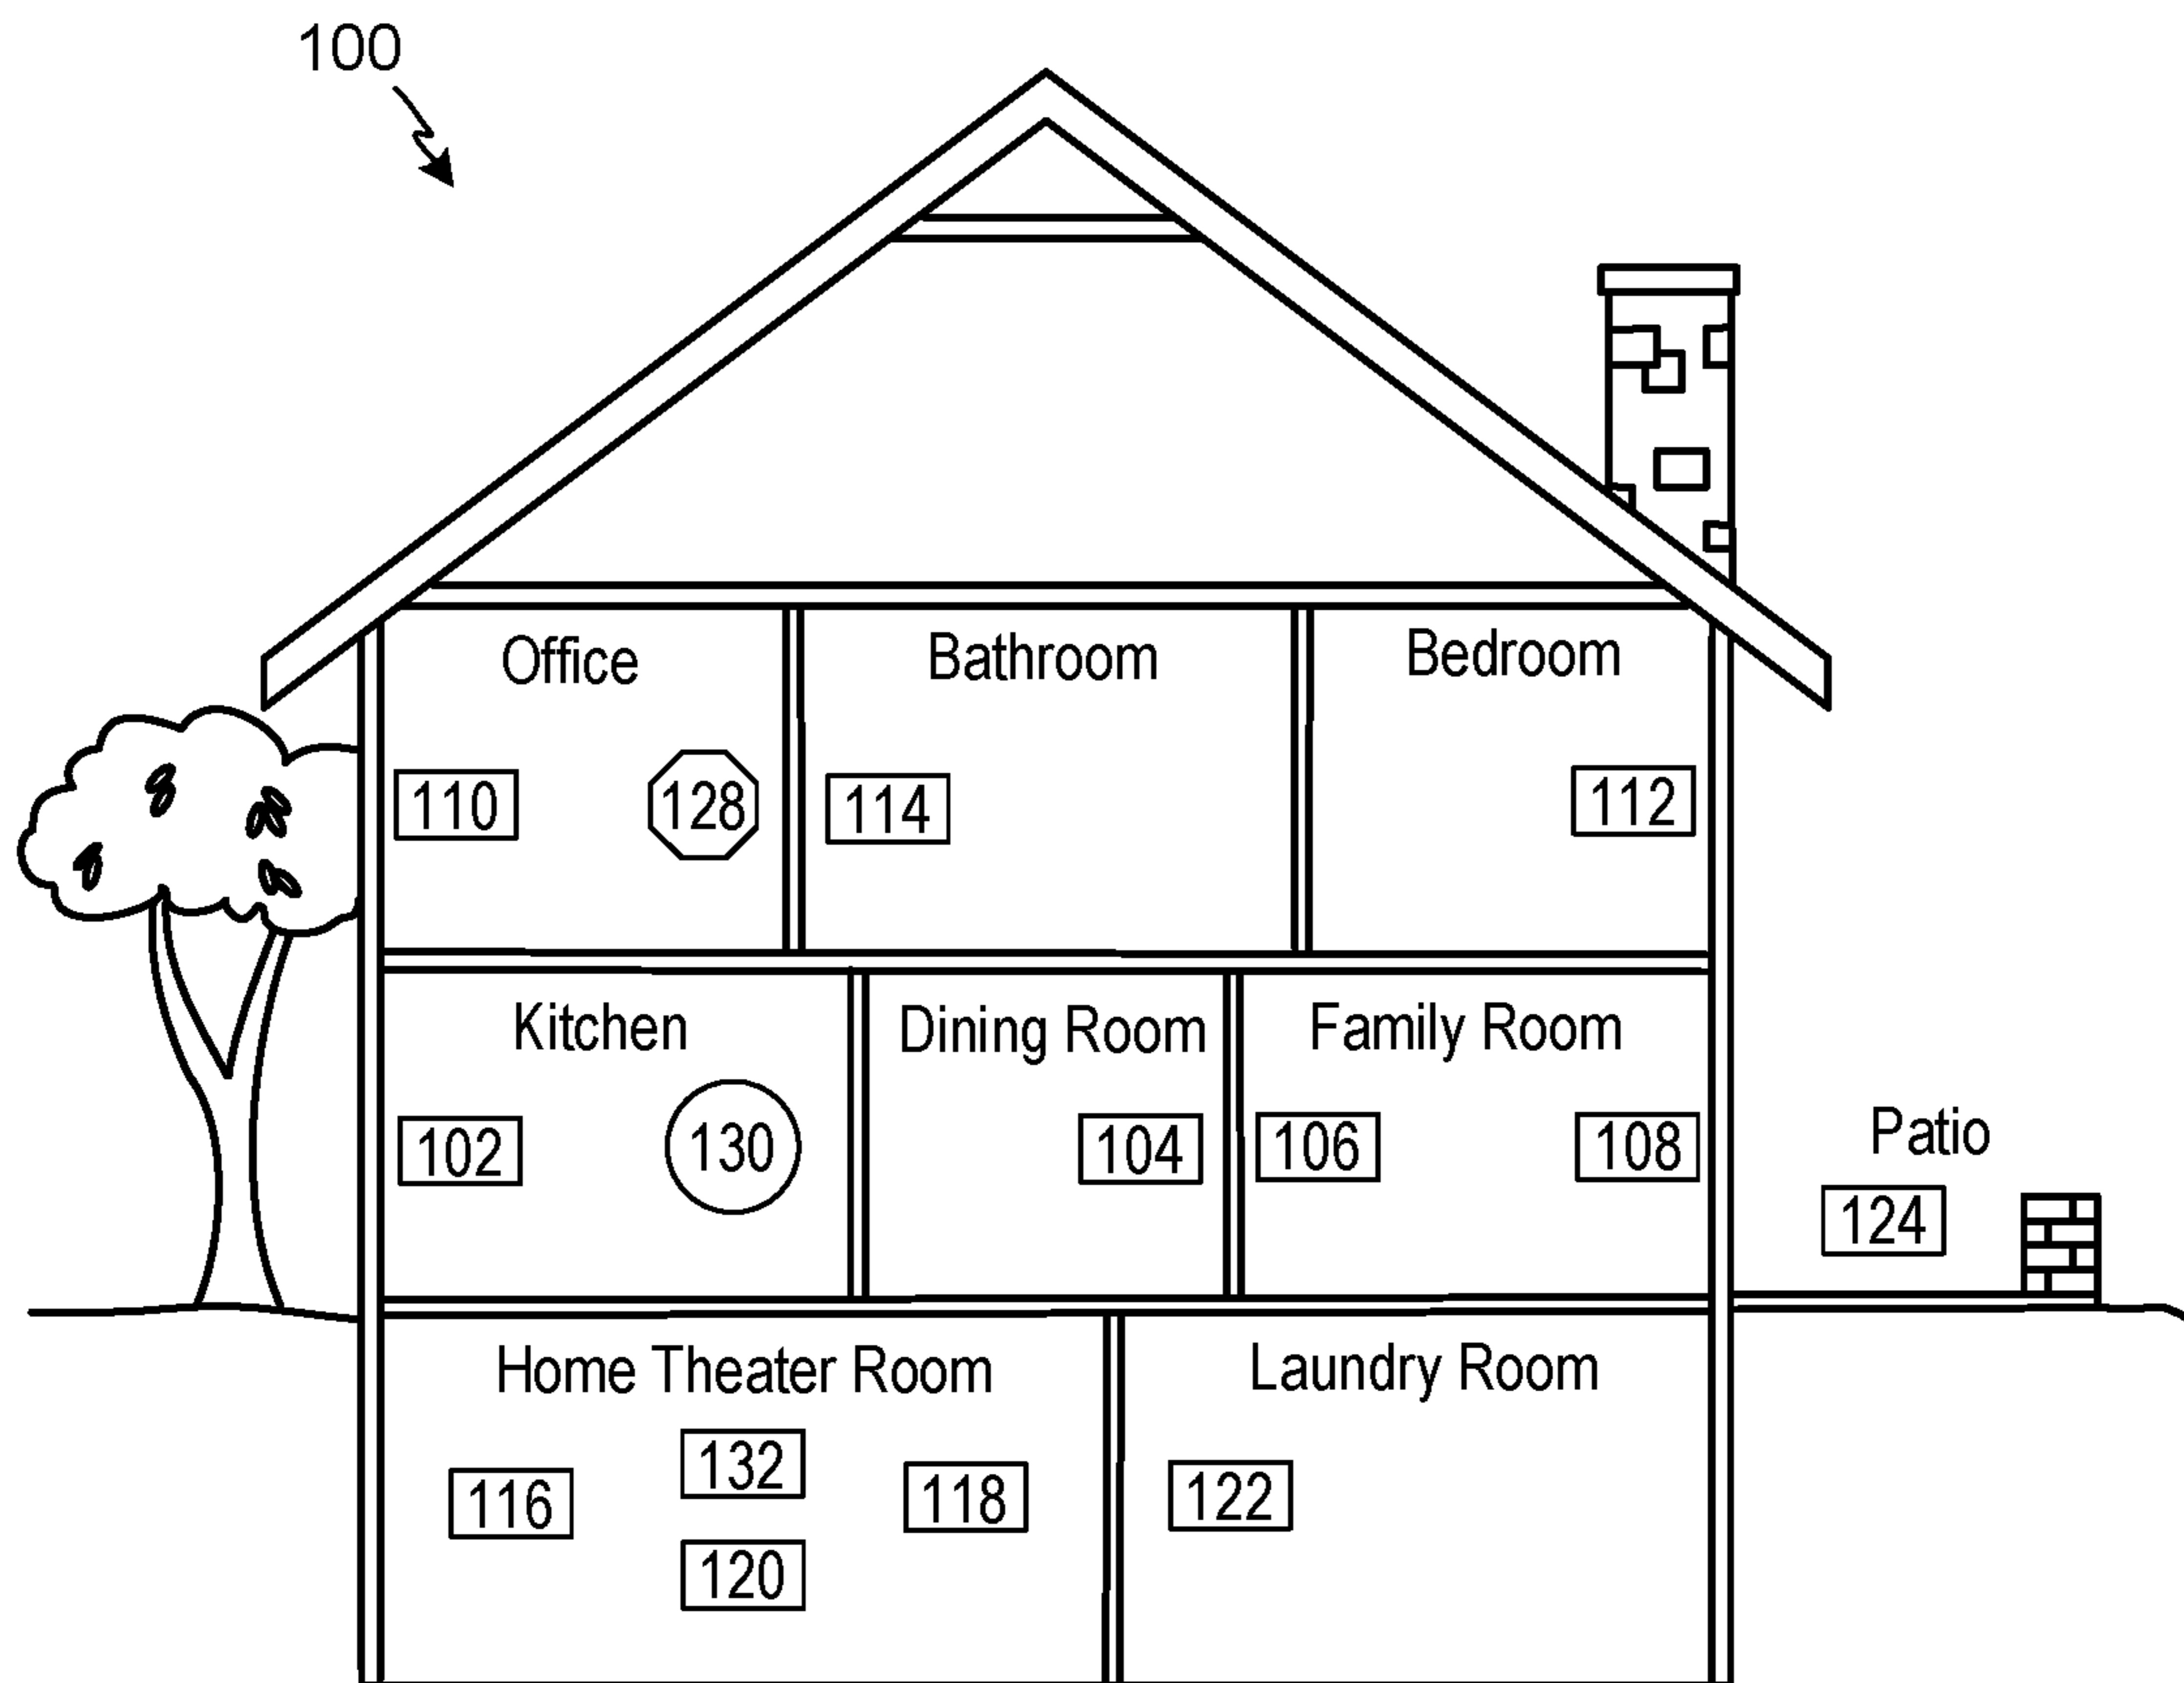 100
Office Bathroom Bedroom
110 128 114 112
Kitchen Dining Room Family Room
102 130 104 106 108
Patio
124
Home Theater Room Laundry Room
116 132 118 122
120